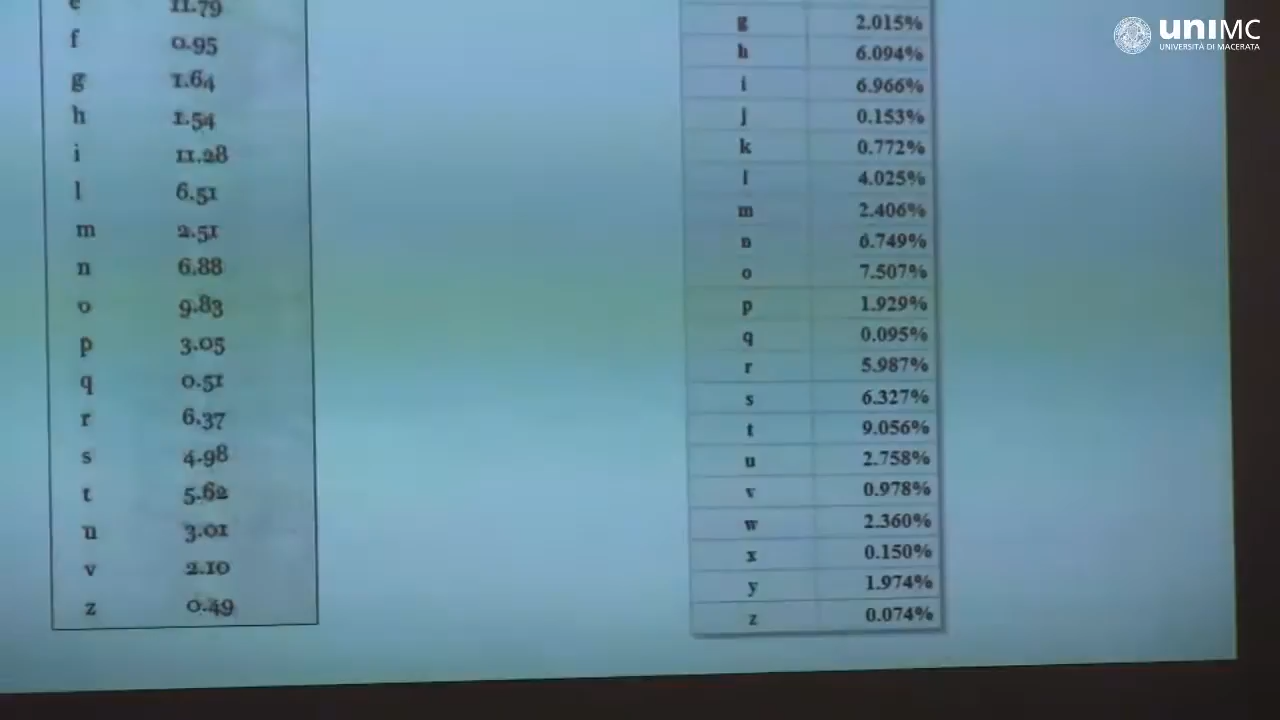 e 11.79
f 0.95
g 1.64
h 1.54
i 11.28
l 6.51
m 2.51
n 6.88
o 9.83
p 3.05
q 0.51
r 6.37
s 4.98
t 5.62
u 3.01
v 2.10
z 0.49
g 2.015%
h 6.094%
i 6.966%
j 0.153%
k 0.772%
l 4.025%
m 2.406%
n 6.749%
o 7.507%
p 1.929%
q 0.095%
r 5.987%
s 6.327%
t 9.056%
u 2.758%
v 0.978%
w 2.360%
x 0.150%
y 1.974%
z 0.074%
uniMC
UNIVERSITÀ DI MACERATA